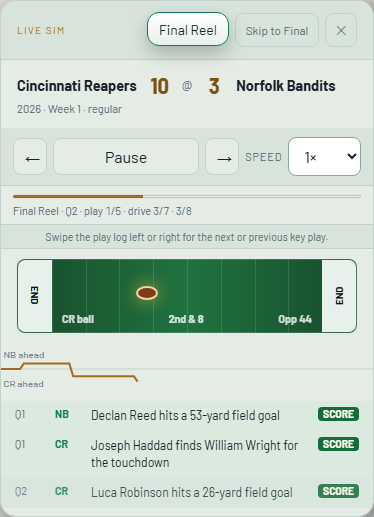 LIVE SIM
Final Reel
Skip to Final
×
Cincinnati Reapers 10 @ 3 Norfolk Bandits
2026 · Week 1 · regular
← Pause → SPEED 1×
Final Reel · Q2 · play 1/5 · drive 3/7 · 3/8
Swipe the play log left or right for the next or previous key play.
END
END
CR ball 2nd & 8 Opp 44
NB ahead
CR ahead
Q1 NB Declan Reed hits a 53-yard field goal SCORE
Q1 CR Joseph Haddad finds William Wright for SCORE
the touchdown
Q2 CR Luca Robinson hits a 26-yard field goal SCORE